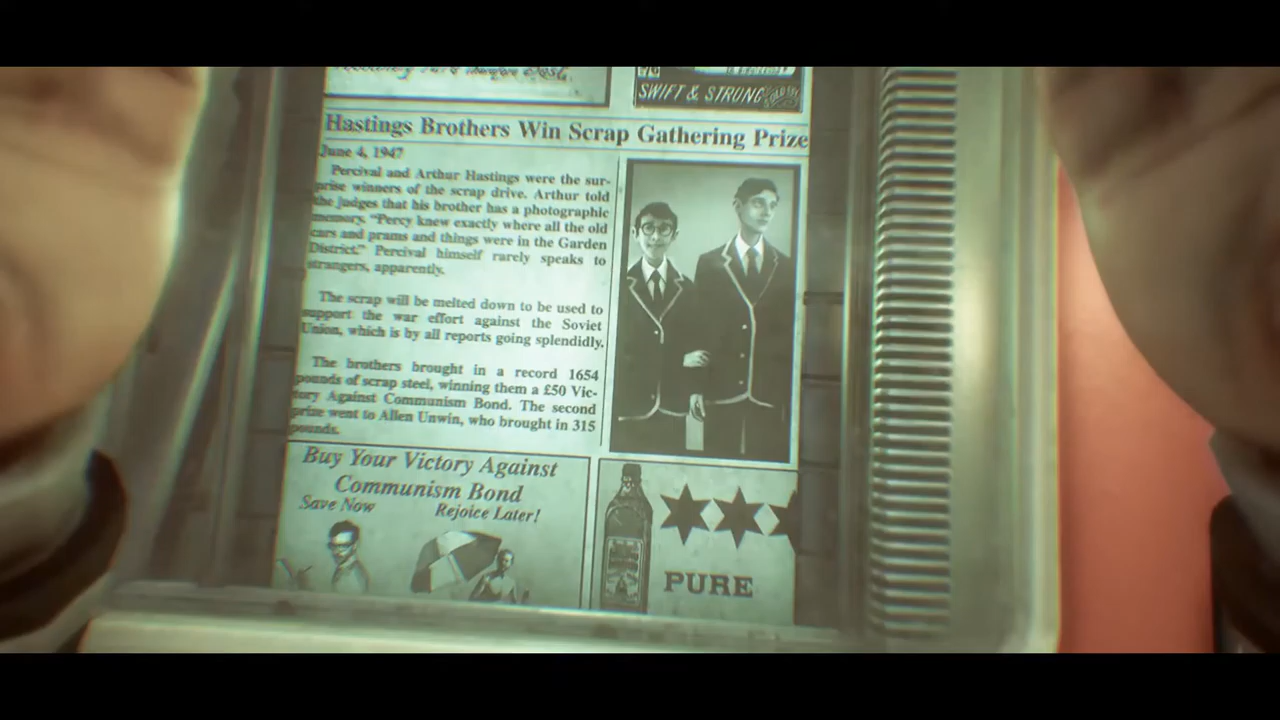 SWIFT & STRONG
Hastings Brothers Win Scrap Gathering Prize
June 4, 1947
Percival and Arthur Hastings were the sur-
prise winners of the scrap drive. Arthur told
the judges that his brother has a photographic
memory. “Percy knew exactly where all the old
cars and prams and things were in the Garden
District.” Percival himself rarely speaks to
strangers, apparently.
The scrap will be melted down to be used to
support the war effort against the Soviet
Union, which is by all reports going splendidly.
The brothers brought in a record 1654
pounds of scrap steel, winning them a £50 Vic-
tory Against Communism Bond. The second
prize went to Allen Unwin, who brought in 315
pounds.
Buy Your Victory Against
Communism Bond
Save Now
Rejoice Later!
PURE